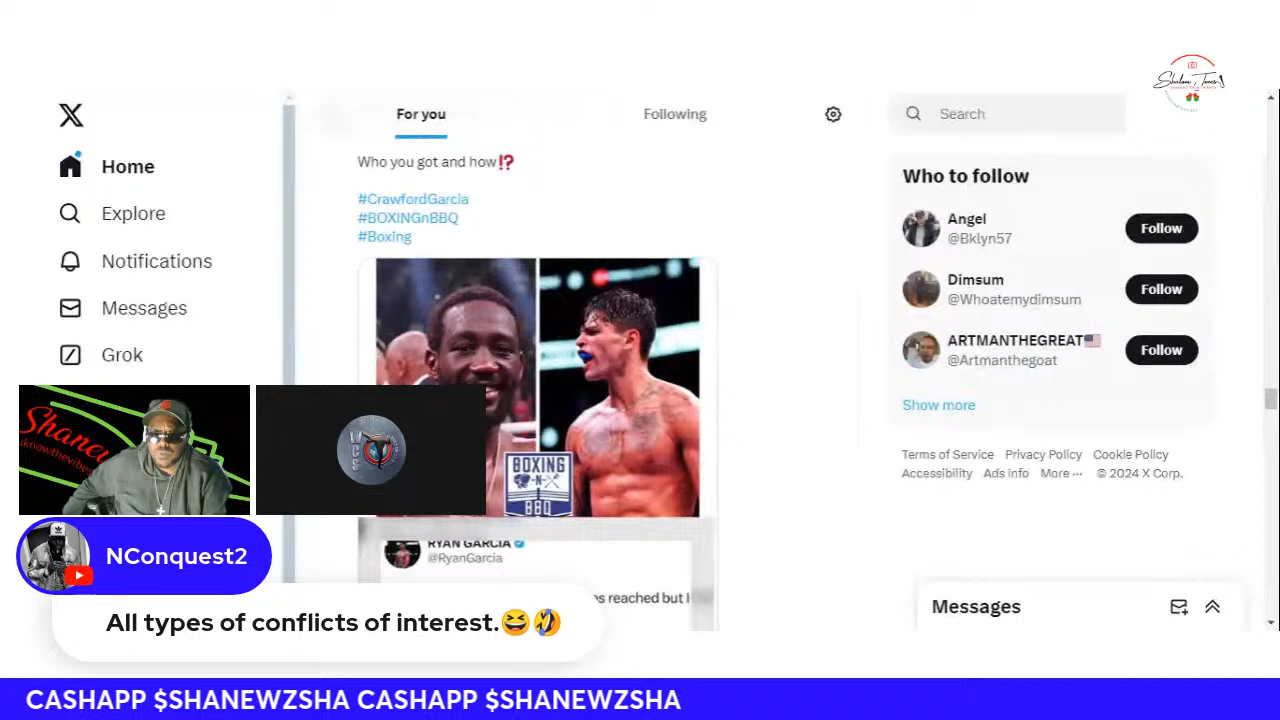 For you
Following
Search
Home
Explore
Notifications
Messages
Grok
Who you got and how⁉️
#CrawfordGarcia
#BOXINGnBBQ
#Boxing
BOXING
N
BBQ
RYAN GARCIA
@RyanGarcia
reached but I
Who to follow
Angel
@Bklyn57
Follow
Dimsum
@Whoatemydimsum
Follow
ARTMANTHEGREAT🇺🇸
@Artmanthegoat
Follow
Show more
Terms of Service Privacy Policy Cookie Policy
Accessibility Ads info More ··· © 2024 X Corp.
Messages
iknowthevibes
NConquest2
All types of conflicts of interest.😆🤣
CASHAPP $SHANEWZSHA CASHAPP $SHANEWZSHA